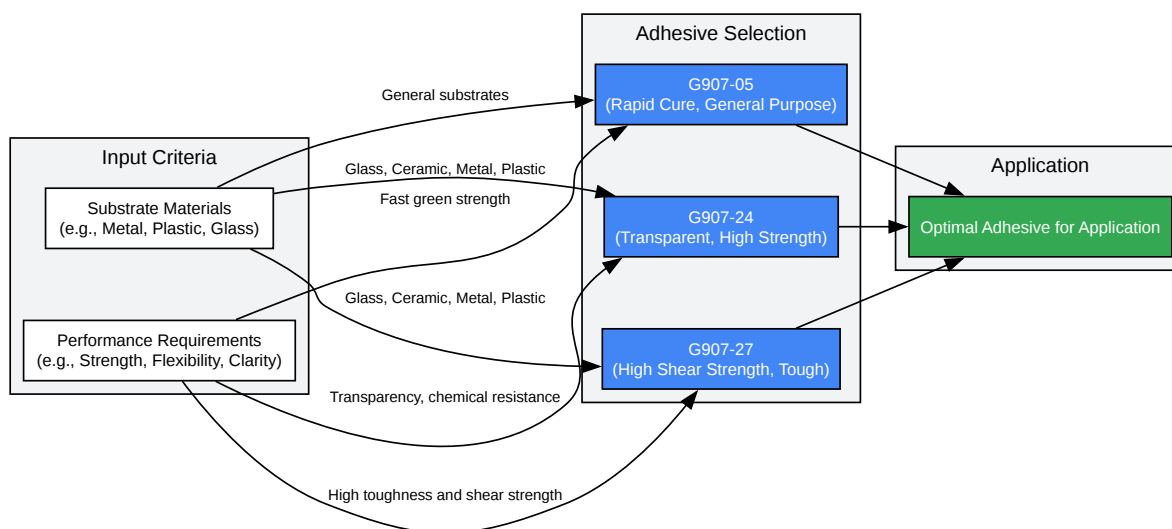 Adhesive Selection
G907-05
(Rapid Cure, General Purpose)
General substrates
Input Criteria
Application
Glass, Ceramic, Metal, Plastic
Substrate Materials
(e.g., Metal, Plastic, Glass)
Fast green strength
G907-24
(Transparent, High Strength)
Optimal Adhesive for Application
Glass, Ceramic, Metal, Plastic
Performance Requirements
(e.g., Strength, Flexibility, Clarity)
G907-27
(High Shear Strength, Tough)
Transparency, chemical resistance
High toughness and shear strength